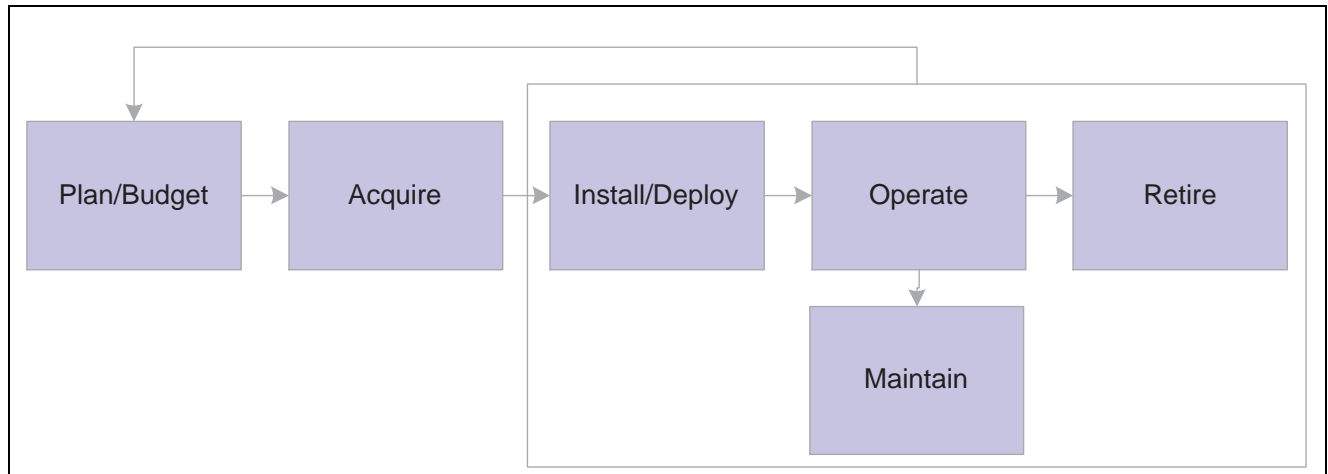 Plan/Budget
Acquire
Install/Deploy
Operate
Retire
Maintain